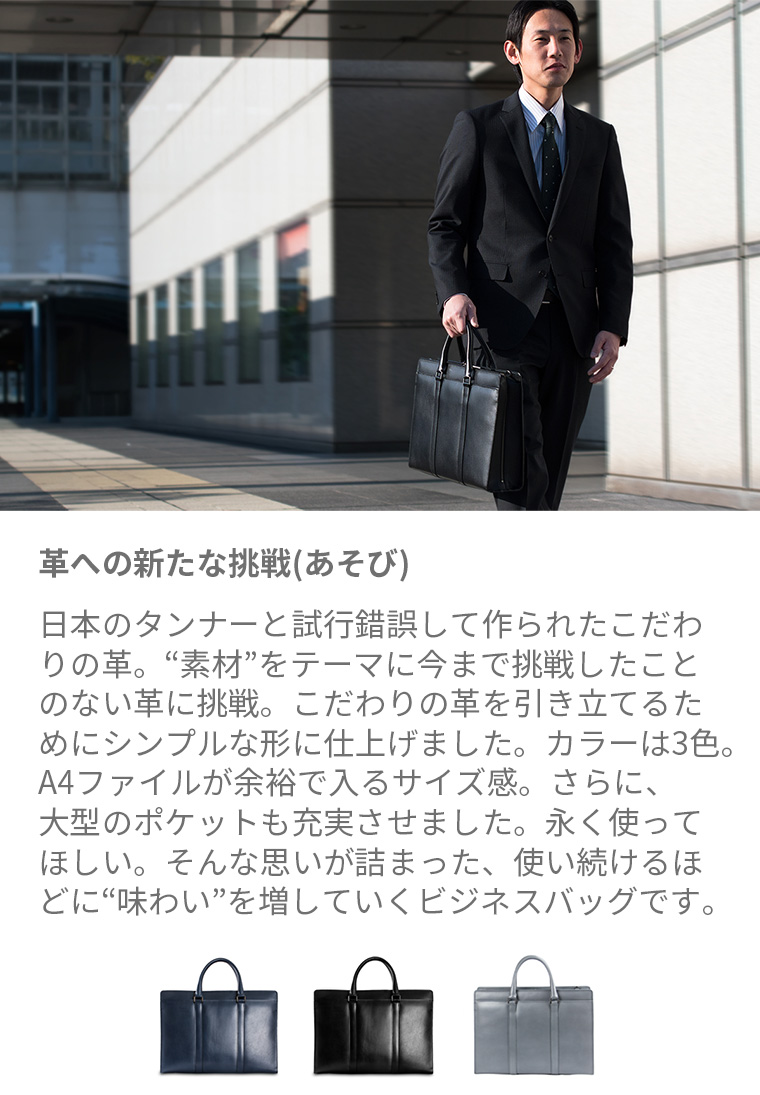 革への新たな挑戦(あそび)
日本のタンナーと試行錯誤して作られたこだわ
りの革。“素材”をテーマに今まで挑戦したこと
のない革に挑戦。こだわりの革を引き立てるた
めにシンプルな形に仕上げました。カラーは3色。
A4ファイルが余裕で入るサイズ感。さらに、
大型のポケットも充実させました。永く使って
ほしい。そんな思いが詰まった、使い続けるほ
どに“味わい”を増していくビジネスバッグです。